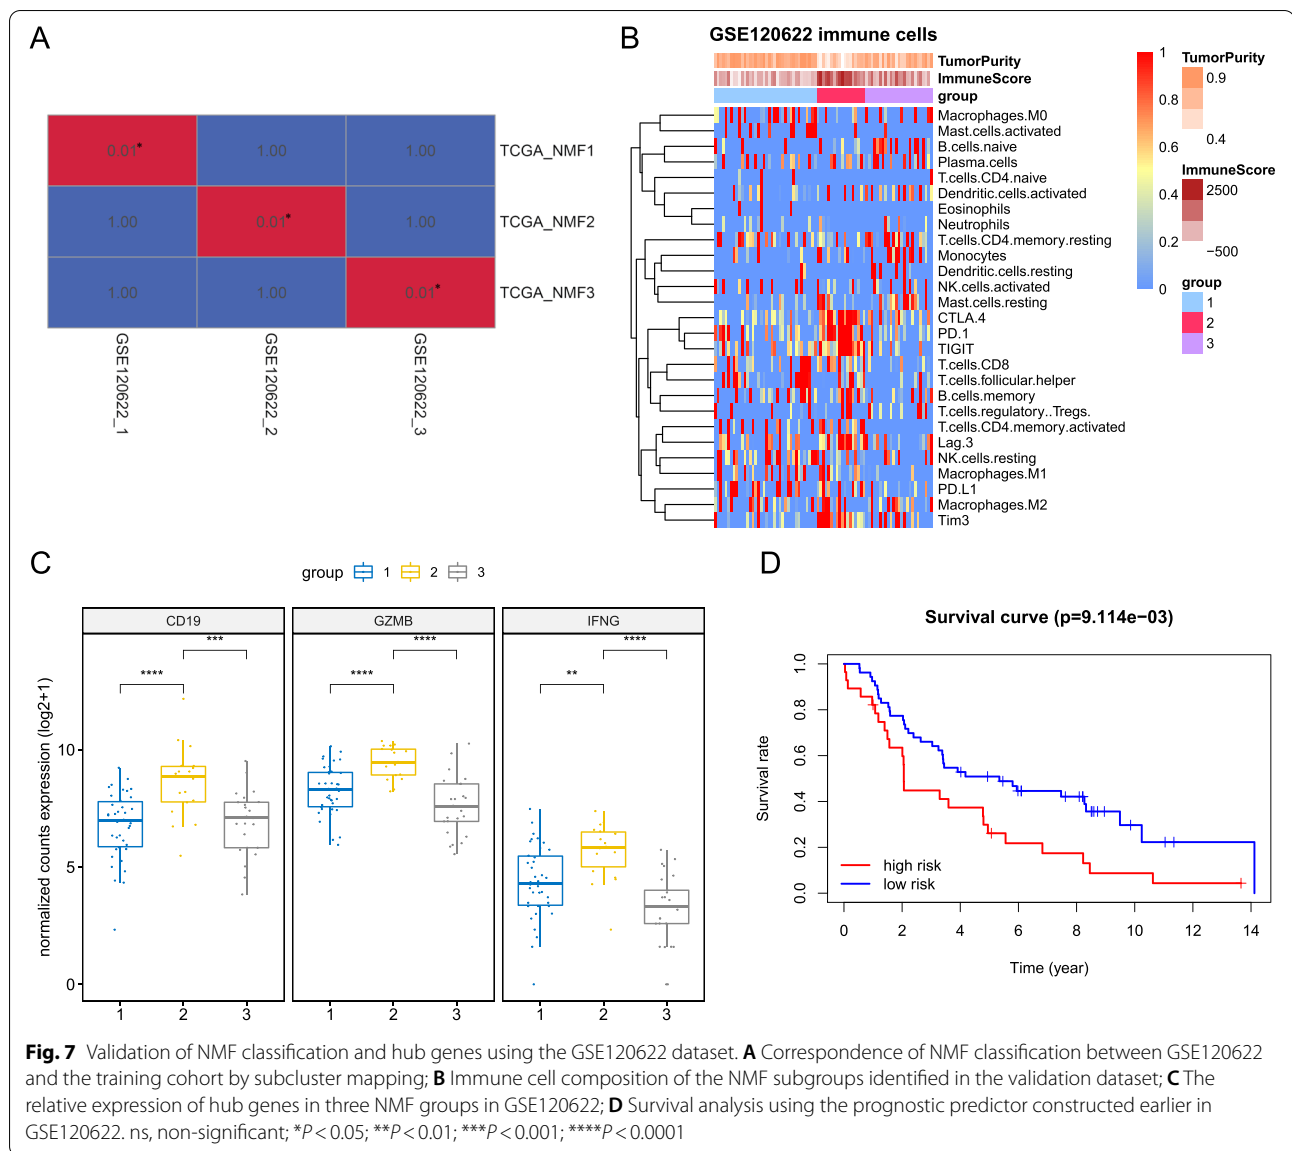 A
0.01*
1.00
1.00
TCGA_NMF1
1.00
0.01*
1.00
TCGA_NMF2
1.00
1.00
0.01*
TCGA_NMF3
GSE120622_1
GSE120622_2
GSE120622_3
B
GSE120622 immune cells
TumorPurity
ImmuneScore
group
Macrophages.M0
Mast.cells.activated
B.cells.naive
Plasma.cells
T.cells.CD4.naive
Dendritic.cells.activated
Eosinophils
Neutrophils
T.cells.CD4.memory.resting
Monocytes
Dendritic.cells.resting
NK.cells.activated
Mast.cells.resting
CTLA.4
PD.1
TIGIT
T.cells.CD8
T.cells.follicular.helper
B.cells.memory
T.cells.regulatory..Tregs.
T.cells.CD4.memory.activated
Lag.3
NK.cells.resting
Macrophages.M1
PD.L1
Macrophages.M2
Tim3
1
0.8
0.6
0.4
0.2
0
TumorPurity
0.9
0.4
ImmuneScore
2500
−500
group
1
2
3
C
group 1 2 3
CD19
GZMB
IFNG
****
***
****
****
**
****
normalized counts expression (log2+1)
10
5
0
1 2 3
1 2 3
1 2 3
D
Survival curve (p=9.114e−03)
Survival rate
1.0
0.8
0.6
0.4
0.2
0.0
high risk
low risk
0 2 4 6 8 10 12 14
Time (year)
Fig. 7 Validation of NMF classification and hub genes using the GSE120622 dataset. A Correspondence of NMF classification between GSE120622
and the training cohort by subcluster mapping; B Immune cell composition of the NMF subgroups identified in the validation dataset; C The
relative expression of hub genes in three NMF groups in GSE120622; D Survival analysis using the prognostic predictor constructed earlier in
GSE120622. ns, non-significant; *P < 0.05; **P < 0.01; ***P < 0.001; ****P < 0.0001